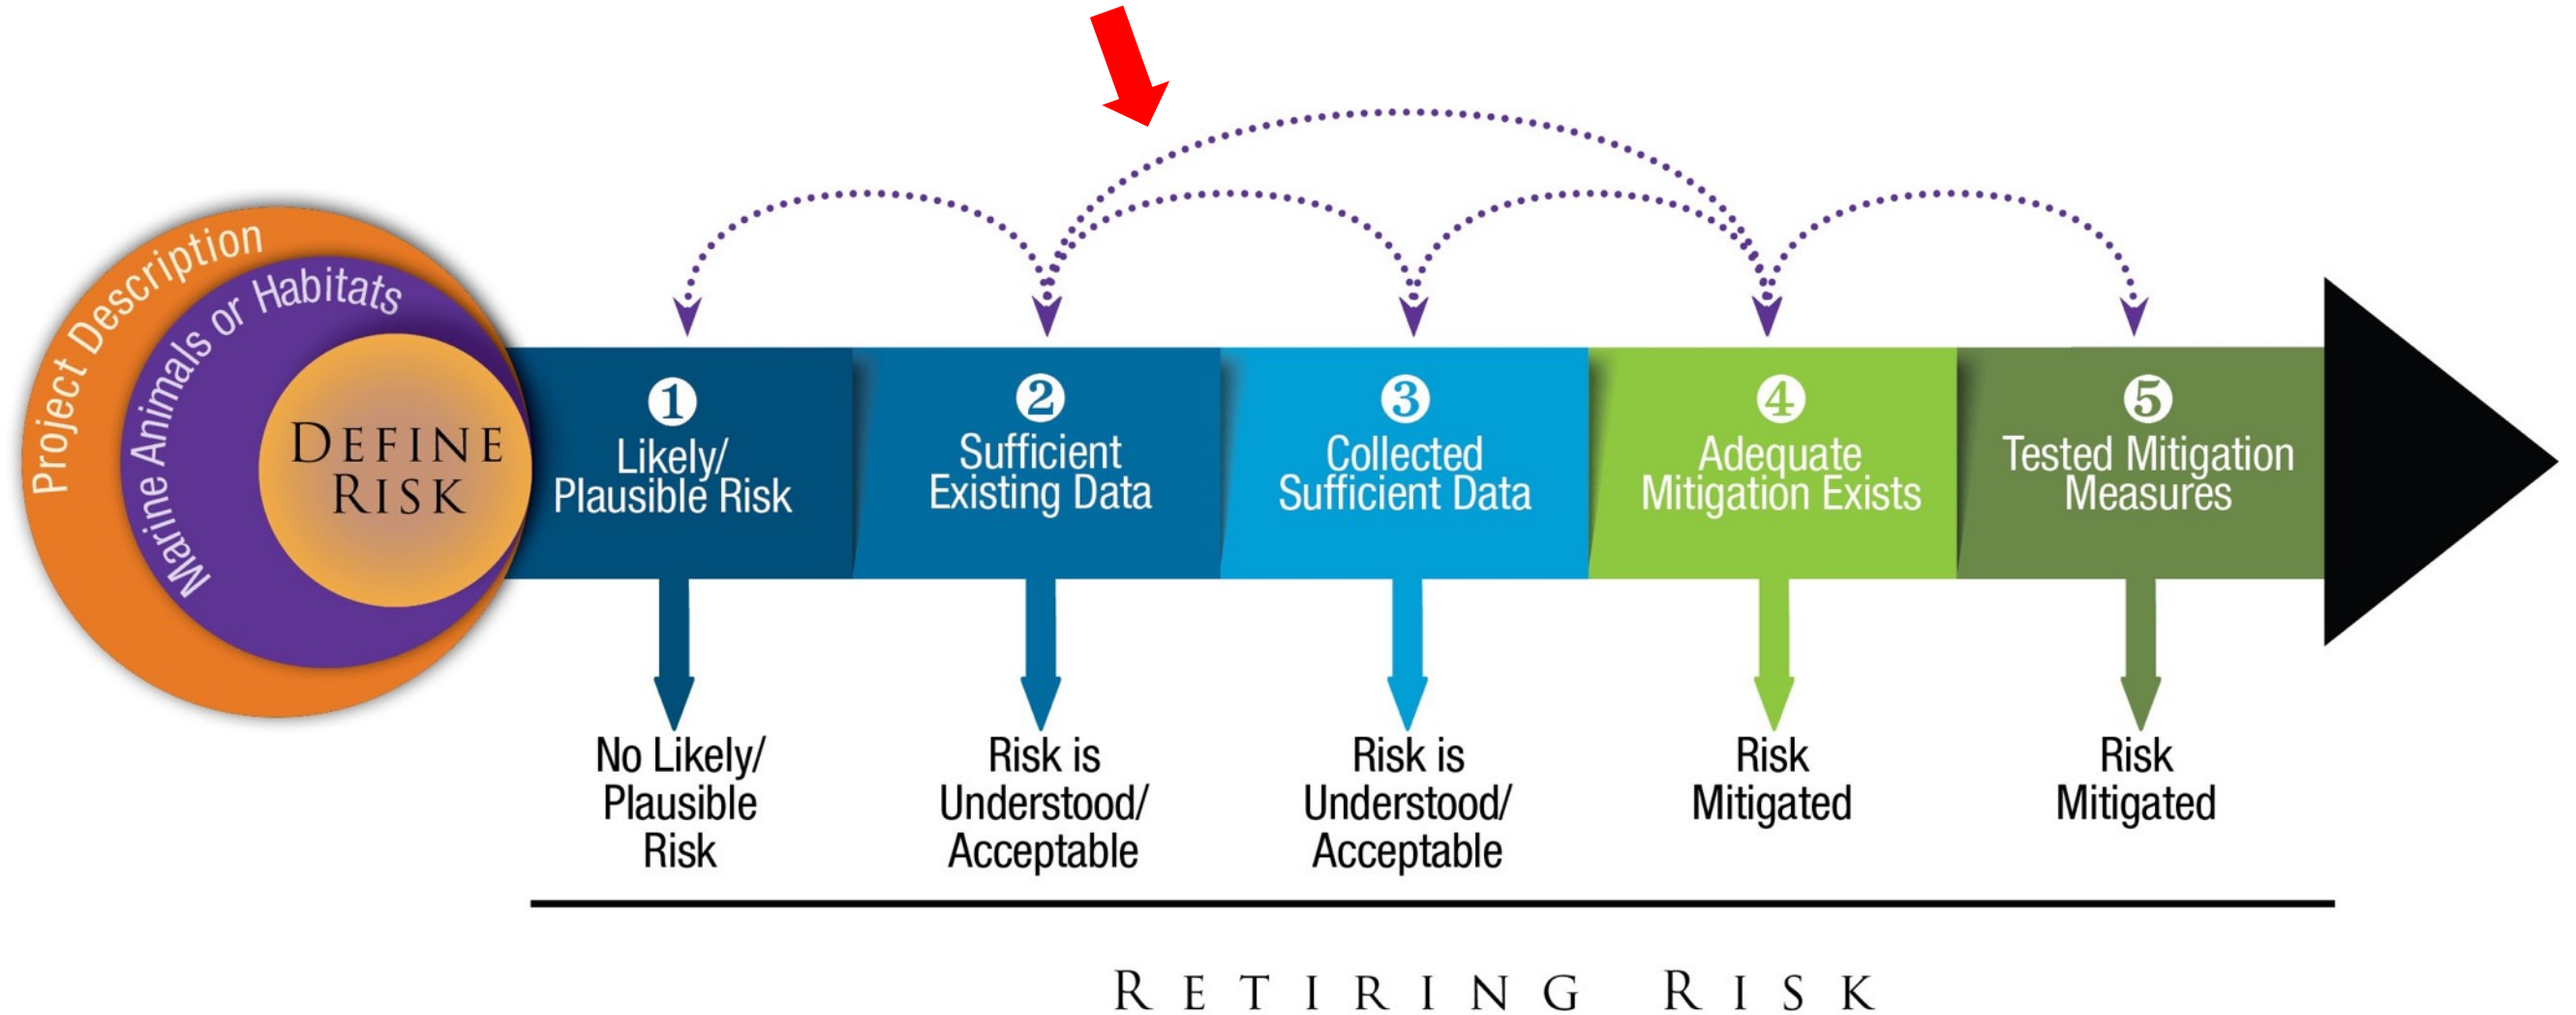 Project Description
Marine Animals or Habitats
DEFINE
RISK
1
Likely/
Plausible Risk
2
Sufficient
Existing Data
3
Collected
Sufficient Data
4
Adequate
Mitigation Exists
5
Tested Mitigation
Measures
No Likely/
Plausible
Risk
Risk is
Understood/
Acceptable
Risk is
Understood/
Acceptable
Risk
Mitigated
Risk
Mitigated
RETIRING RISK